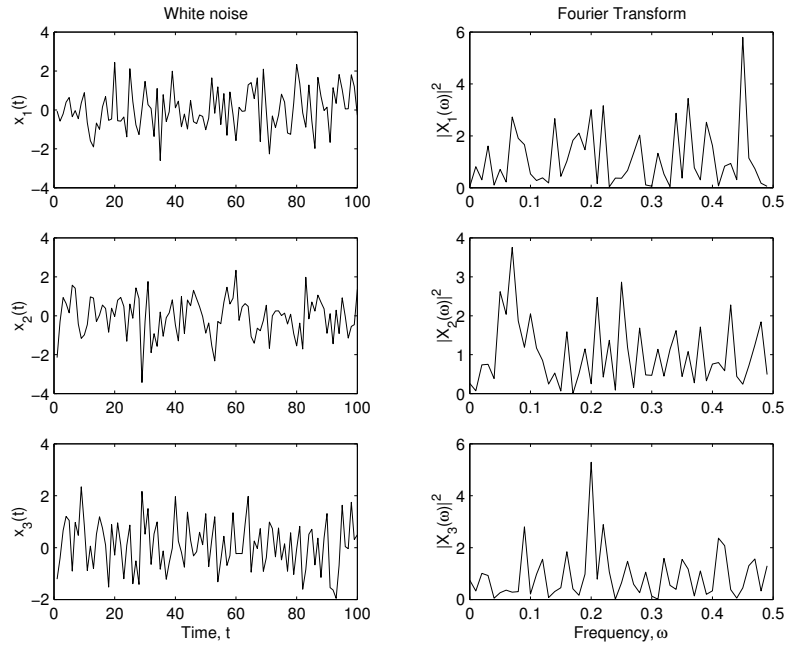 White noise
Fourier Transform
4
2
0
-2
-4
x1(t)
0 20 40 60 80 100
6
4
2
0
|X1(ω)|2
0 0.1 0.2 0.3 0.4 0.5
4
2
0
-2
-4
x2(t)
0 20 40 60 80 100
4
3
2
1
0
|X2(ω)|2
0 0.1 0.2 0.3 0.4 0.5
4
2
0
-2
x3(t)
0 20 40 60 80 100
Time, t
6
4
2
0
|X3(ω)|2
0 0.1 0.2 0.3 0.4 0.5
Frequency, ω